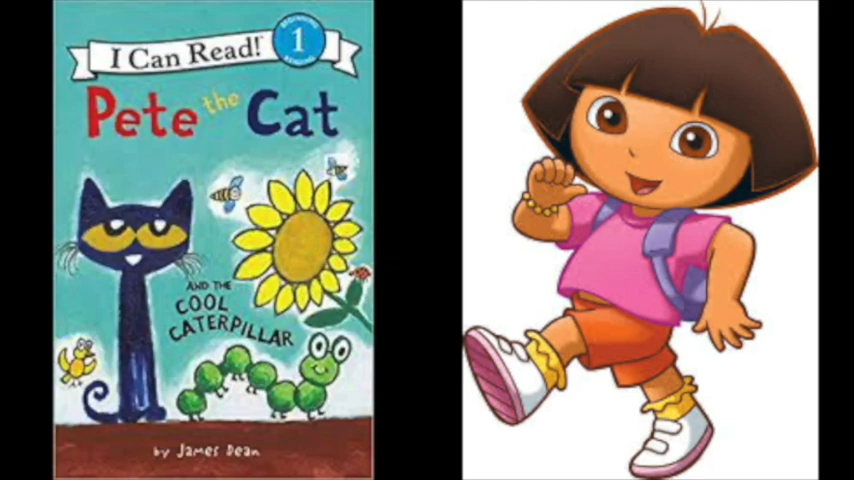 I Can Read!
BEGINNING
1
READING
Pete the Cat
AND THE
COOL
CATERPILLAR
by James Dean